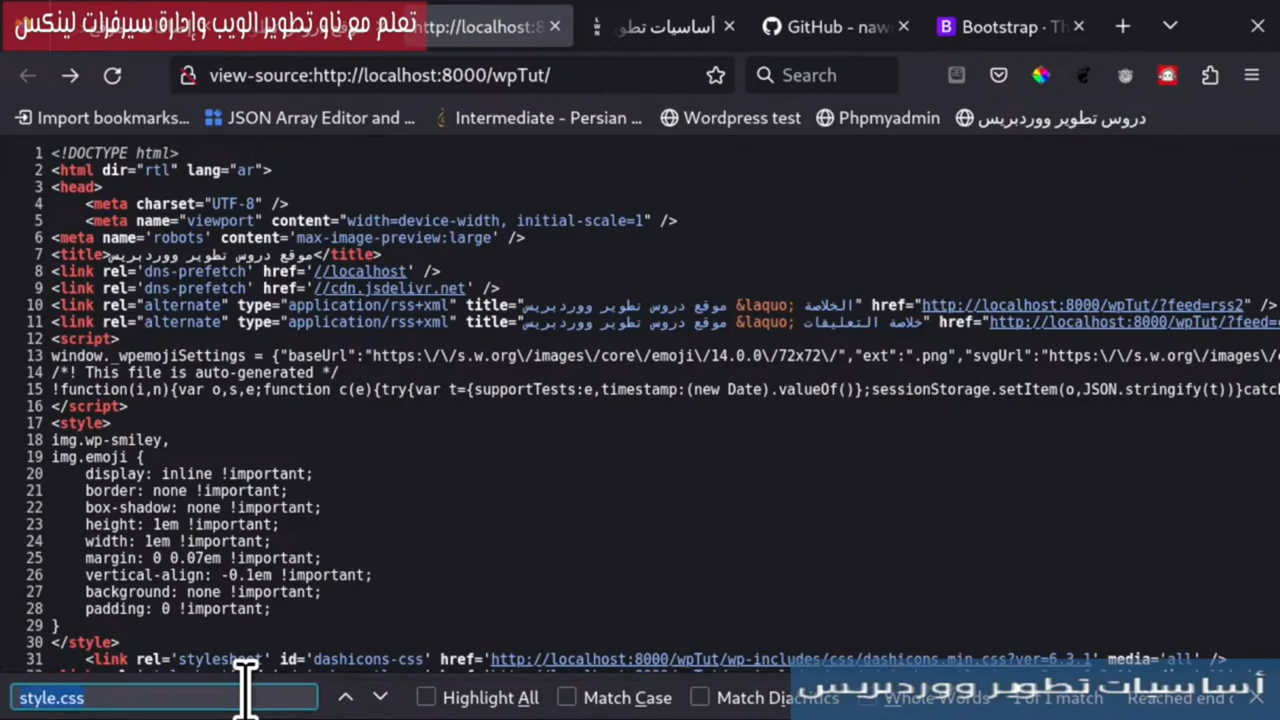 تعلم مع ناو تطوير الويب وإدارة سيرفرات لينكس
http://localhost:8
أساسيات تطوير
GitHub - naw
Bootstrap · Th
view-source:http://localhost:8000/wpTut/
Search
Import bookmarks...
JSON Array Editor and ...
Intermediate - Persian ...
Wordpress test
Phpmyadmin
دروس تطوير ووردبريس
1 <!DOCTYPE html>
2 <html dir="rtl" lang="ar">
3 <head>
4 <meta charset="UTF-8" />
5 <meta name="viewport" content="width=device-width, initial-scale=1" />
6 <meta name='robots' content='max-image-preview:large' />
7 <title>موقع دروس تطوير ووردبريس</title>
8 <link rel='dns-prefetch' href='//localhost' />
9 <link rel='dns-prefetch' href='//cdn.jsdelivr.net' />
10 <link rel="alternate" type="application/rss+xml" title="موقع دروس تطوير ووردبريس &laquo; الخلاصة" href="http://localhost:8000/wpTut/?feed=rss2" />
11 <link rel="alternate" type="application/rss+xml" title="موقع دروس تطوير ووردبريس &laquo; خلاصة التعليقات" href="http://localhost:8000/wpTut/?feed=
12 <script>
13 window._wpemojiSettings = {"baseUrl":"https:\/\/s.w.org\/images\/core\/emoji\/14.0.0\/72x72\/","ext":".png","svgUrl":"https:\/\/s.w.org\/images\/
14 /*! This file is auto-generated */
15 !function(i,n){var o,s,e;function c(e){try{var t={supportTests:e,timestamp:(new Date).valueOf()};sessionStorage.setItem(o,JSON.stringify(t))}catc
16 </script>
17 <style>
18 img.wp-smiley,
19 img.emoji {
20 display: inline !important;
21 border: none !important;
22 box-shadow: none !important;
23 height: 1em !important;
24 width: 1em !important;
25 margin: 0 0.07em !important;
26 vertical-align: -0.1em !important;
27 background: none !important;
28 padding: 0 !important;
29 }
30 </style>
31 <link rel='stylesheet' id='dashicons-css' href='http://localhost:8000/wpTut/wp-includes/css/dashicons.min.css?ver=6.3.1' media='all' />
style.css
Highlight All
Match Case
Match Diacritics
Whole Words
1 of 1 match
Reached end
أساسيات تطوير ووردبريس